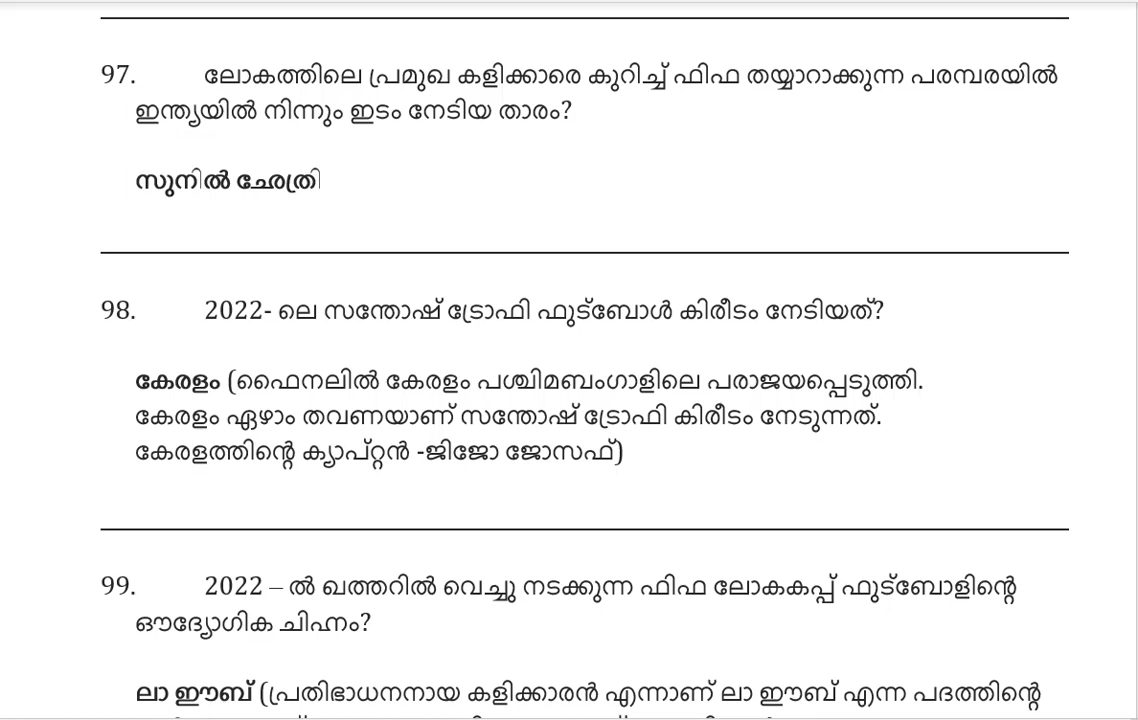 97. ലോകത്തിലെ പ്രമുഖ കളിക്കാരെ കുറിച്ച് ഫിഫ തയ്യാറാക്കുന്ന പരമ്പരയിൽ
ഇന്ത്യയിൽ നിന്നും ഇടം നേടിയ താരം?
സുനിൽ ഛേത്രി
98. 2022- ലെ സന്തോഷ് ട്രോഫി ഫുട്ബോൾ കിരീടം നേടിയത്?
കേരളം (ഫൈനലിൽ കേരളം പശ്ചിമബംഗാളിലെ പരാജയപ്പെടുത്തി.
കേരളം ഏഴാം തവണയാണ് സന്തോഷ് ട്രോഫി കിരീടം നേടുന്നത്.
കേരളത്തിന്റെ ക്യാപ്റ്റൻ -ജിജോ ജോസഫ്)
99. 2022 – ൽ ഖത്തറിൽ വെച്ചു നടക്കുന്ന ഫിഫ ലോകകപ്പ് ഫുട്ബോളിന്റെ
ഔദ്യോഗിക ചിഹ്നം?
ലാ ഈബ് (പ്രതിഭാധനനായ കളിക്കാരൻ എന്നാണ് ലാ ഈബ് എന്ന പദത്തിന്റെ